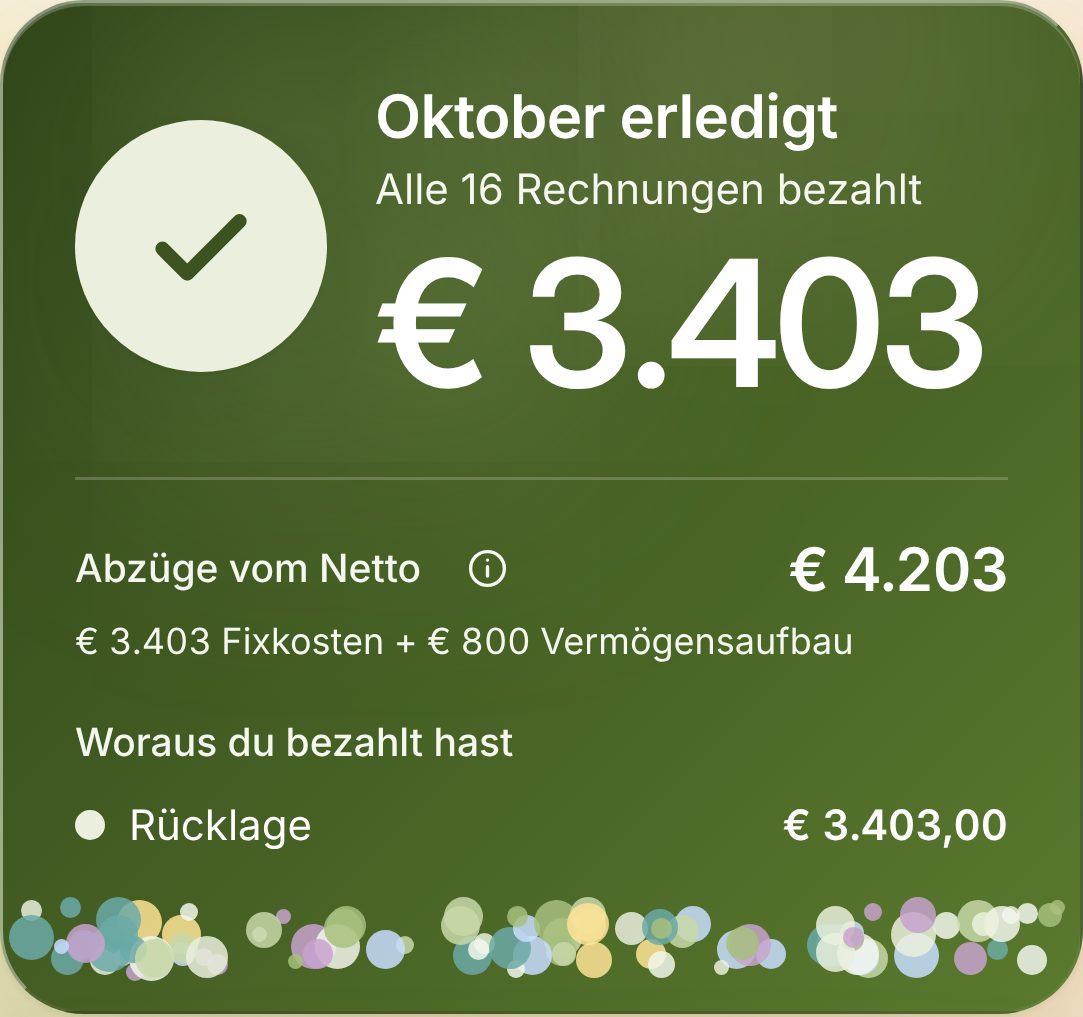 Oktober erledigt
Alle 16 Rechnungen bezahlt
€ 3.403
Abzüge vom Netto € 4.203
€ 3.403 Fixkosten + € 800 Vermögensaufbau
Woraus du bezahlt hast
Rücklage € 3.403,00